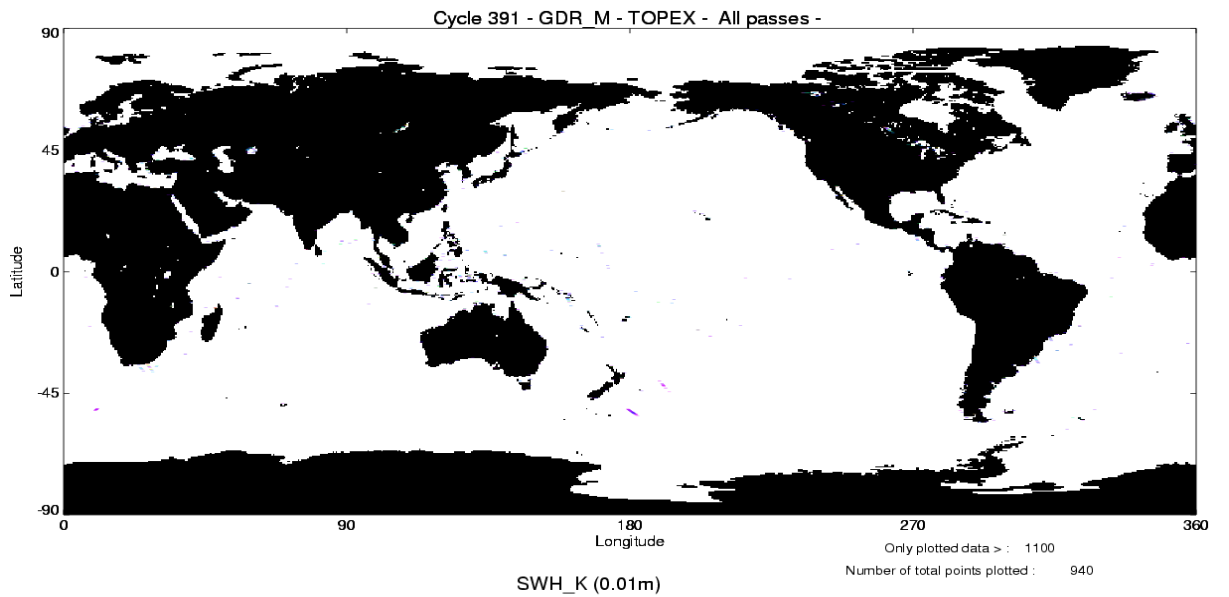 Cycle 391 - GDR_M - TOPEX - All passes -
90
45
0
-45
-90
Latitude
0 90 180 270 360
Longitude
Only plotted data > : 1100
Number of total points plotted : 940
SWH_K (0.01m)